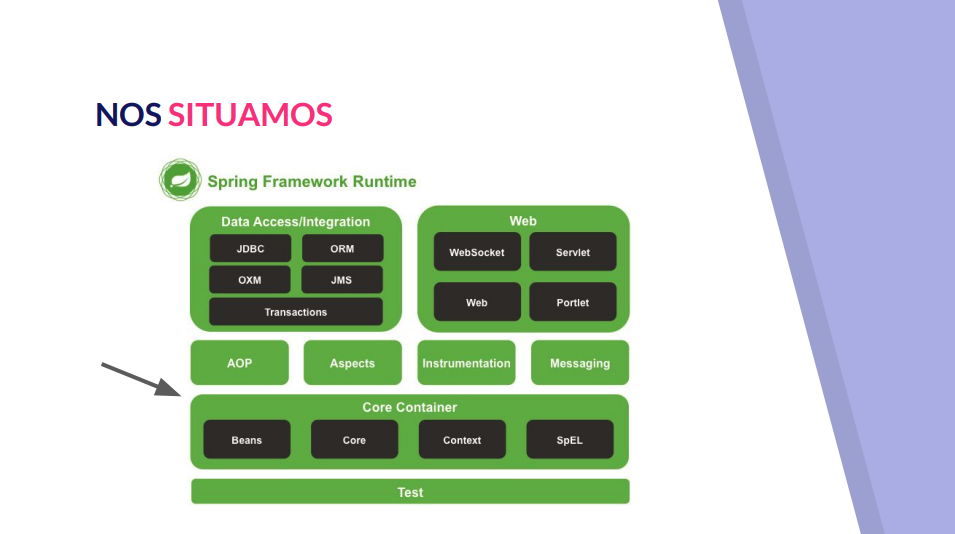 NOS SITUAMOS
Spring Framework Runtime
Data Access/Integration
JDBC
ORM
OXM
JMS
Transactions
Web
WebSocket
Servlet
Web
Portlet
AOP
Aspects
Instrumentation
Messaging
Core Container
Beans
Core
Context
SpEL
Test